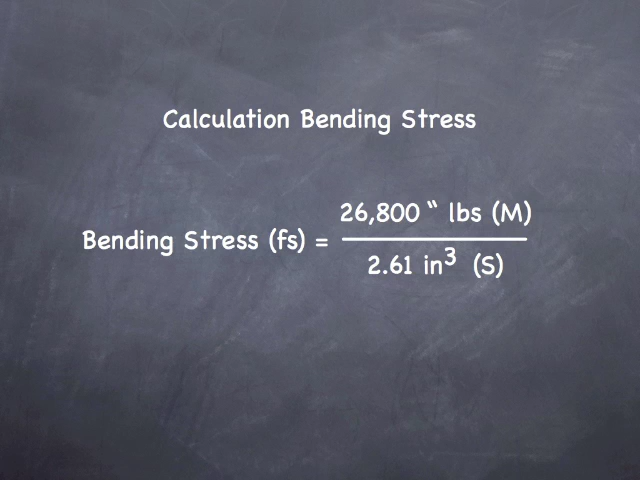 Calculation Bending Stress
Bending Stress (fs) = 26,800 “ lbs (M)
2.61 in³ (S)